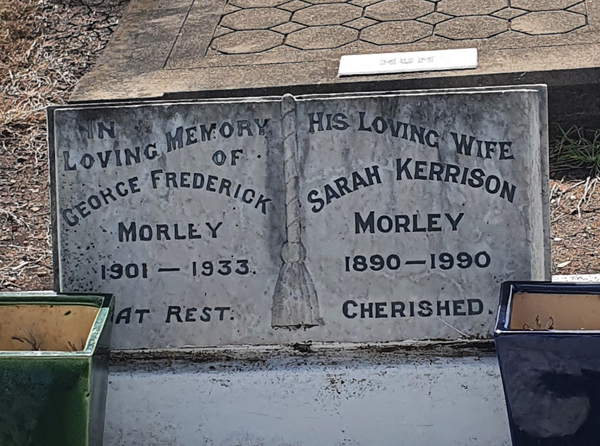 MUM
IN
LOVING MEMORY
OF
GEORGE FREDERICK
MORLEY
1901 — 1933.
AT REST.
HIS LOVING WIFE
SARAH KERRISON
MORLEY
1890 — 1990
CHERISHED.